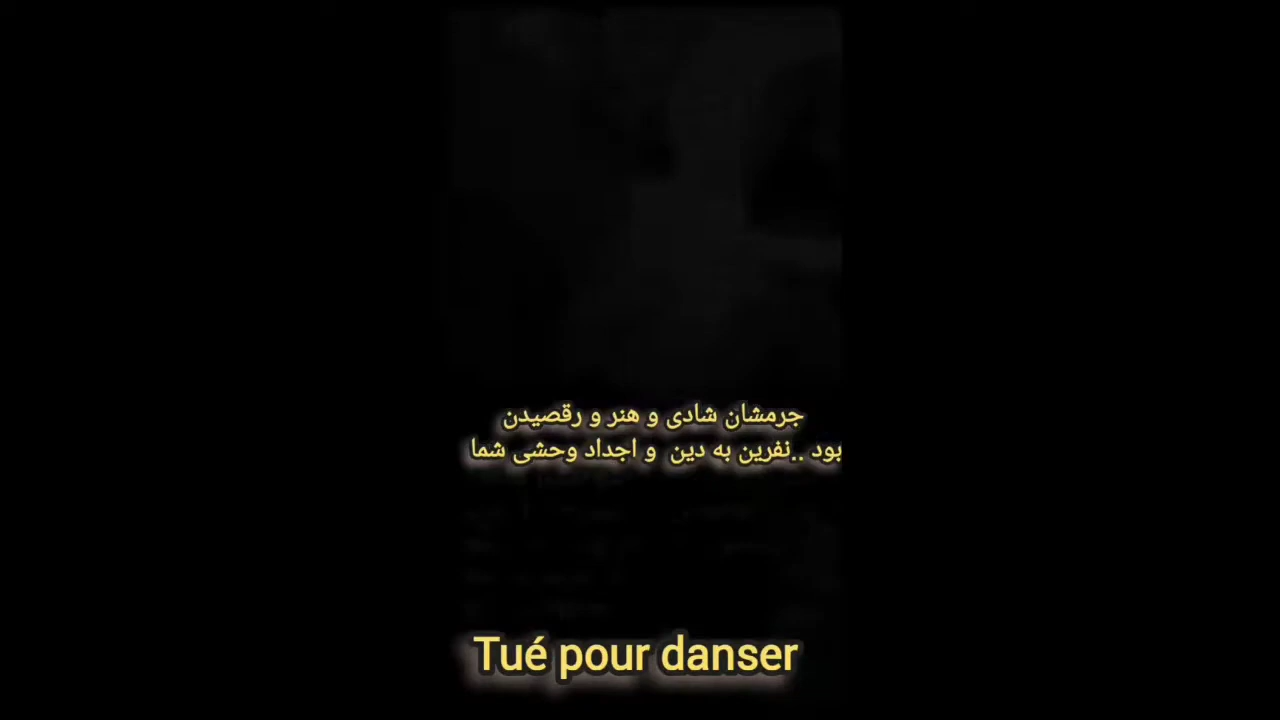 جرمشان شادی و هنر و رقصیدن
بود ..نفرین به دین و اجداد وحشی شما
Tué pour danser